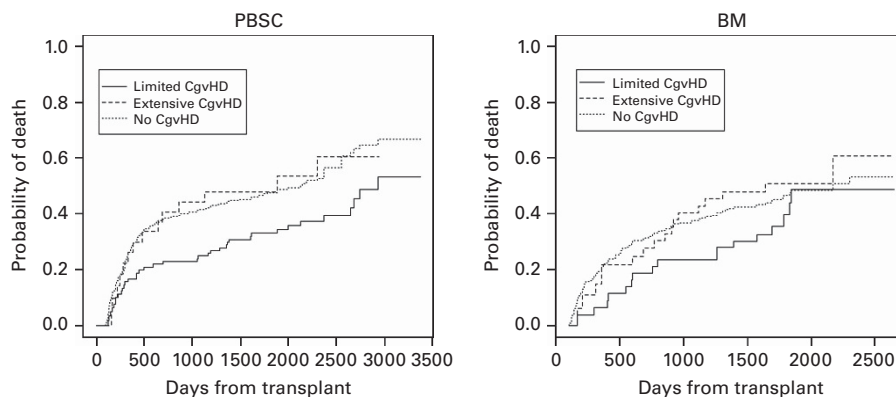 PBSC
1.0
0.8
0.6
0.4
0.2
0.0
Probability of death
Limited CgvHD
Extensive CgvHD
No CgvHD
0 500 1000 1500 2000 2500 3000 3500
Days from transplant
BM
1.0
0.8
0.6
0.4
0.2
0.0
Probability of death
Limited CgvHD
Extensive CgvHD
No CgvHD
0 500 1000 1500 2000 2500
Days from transplant